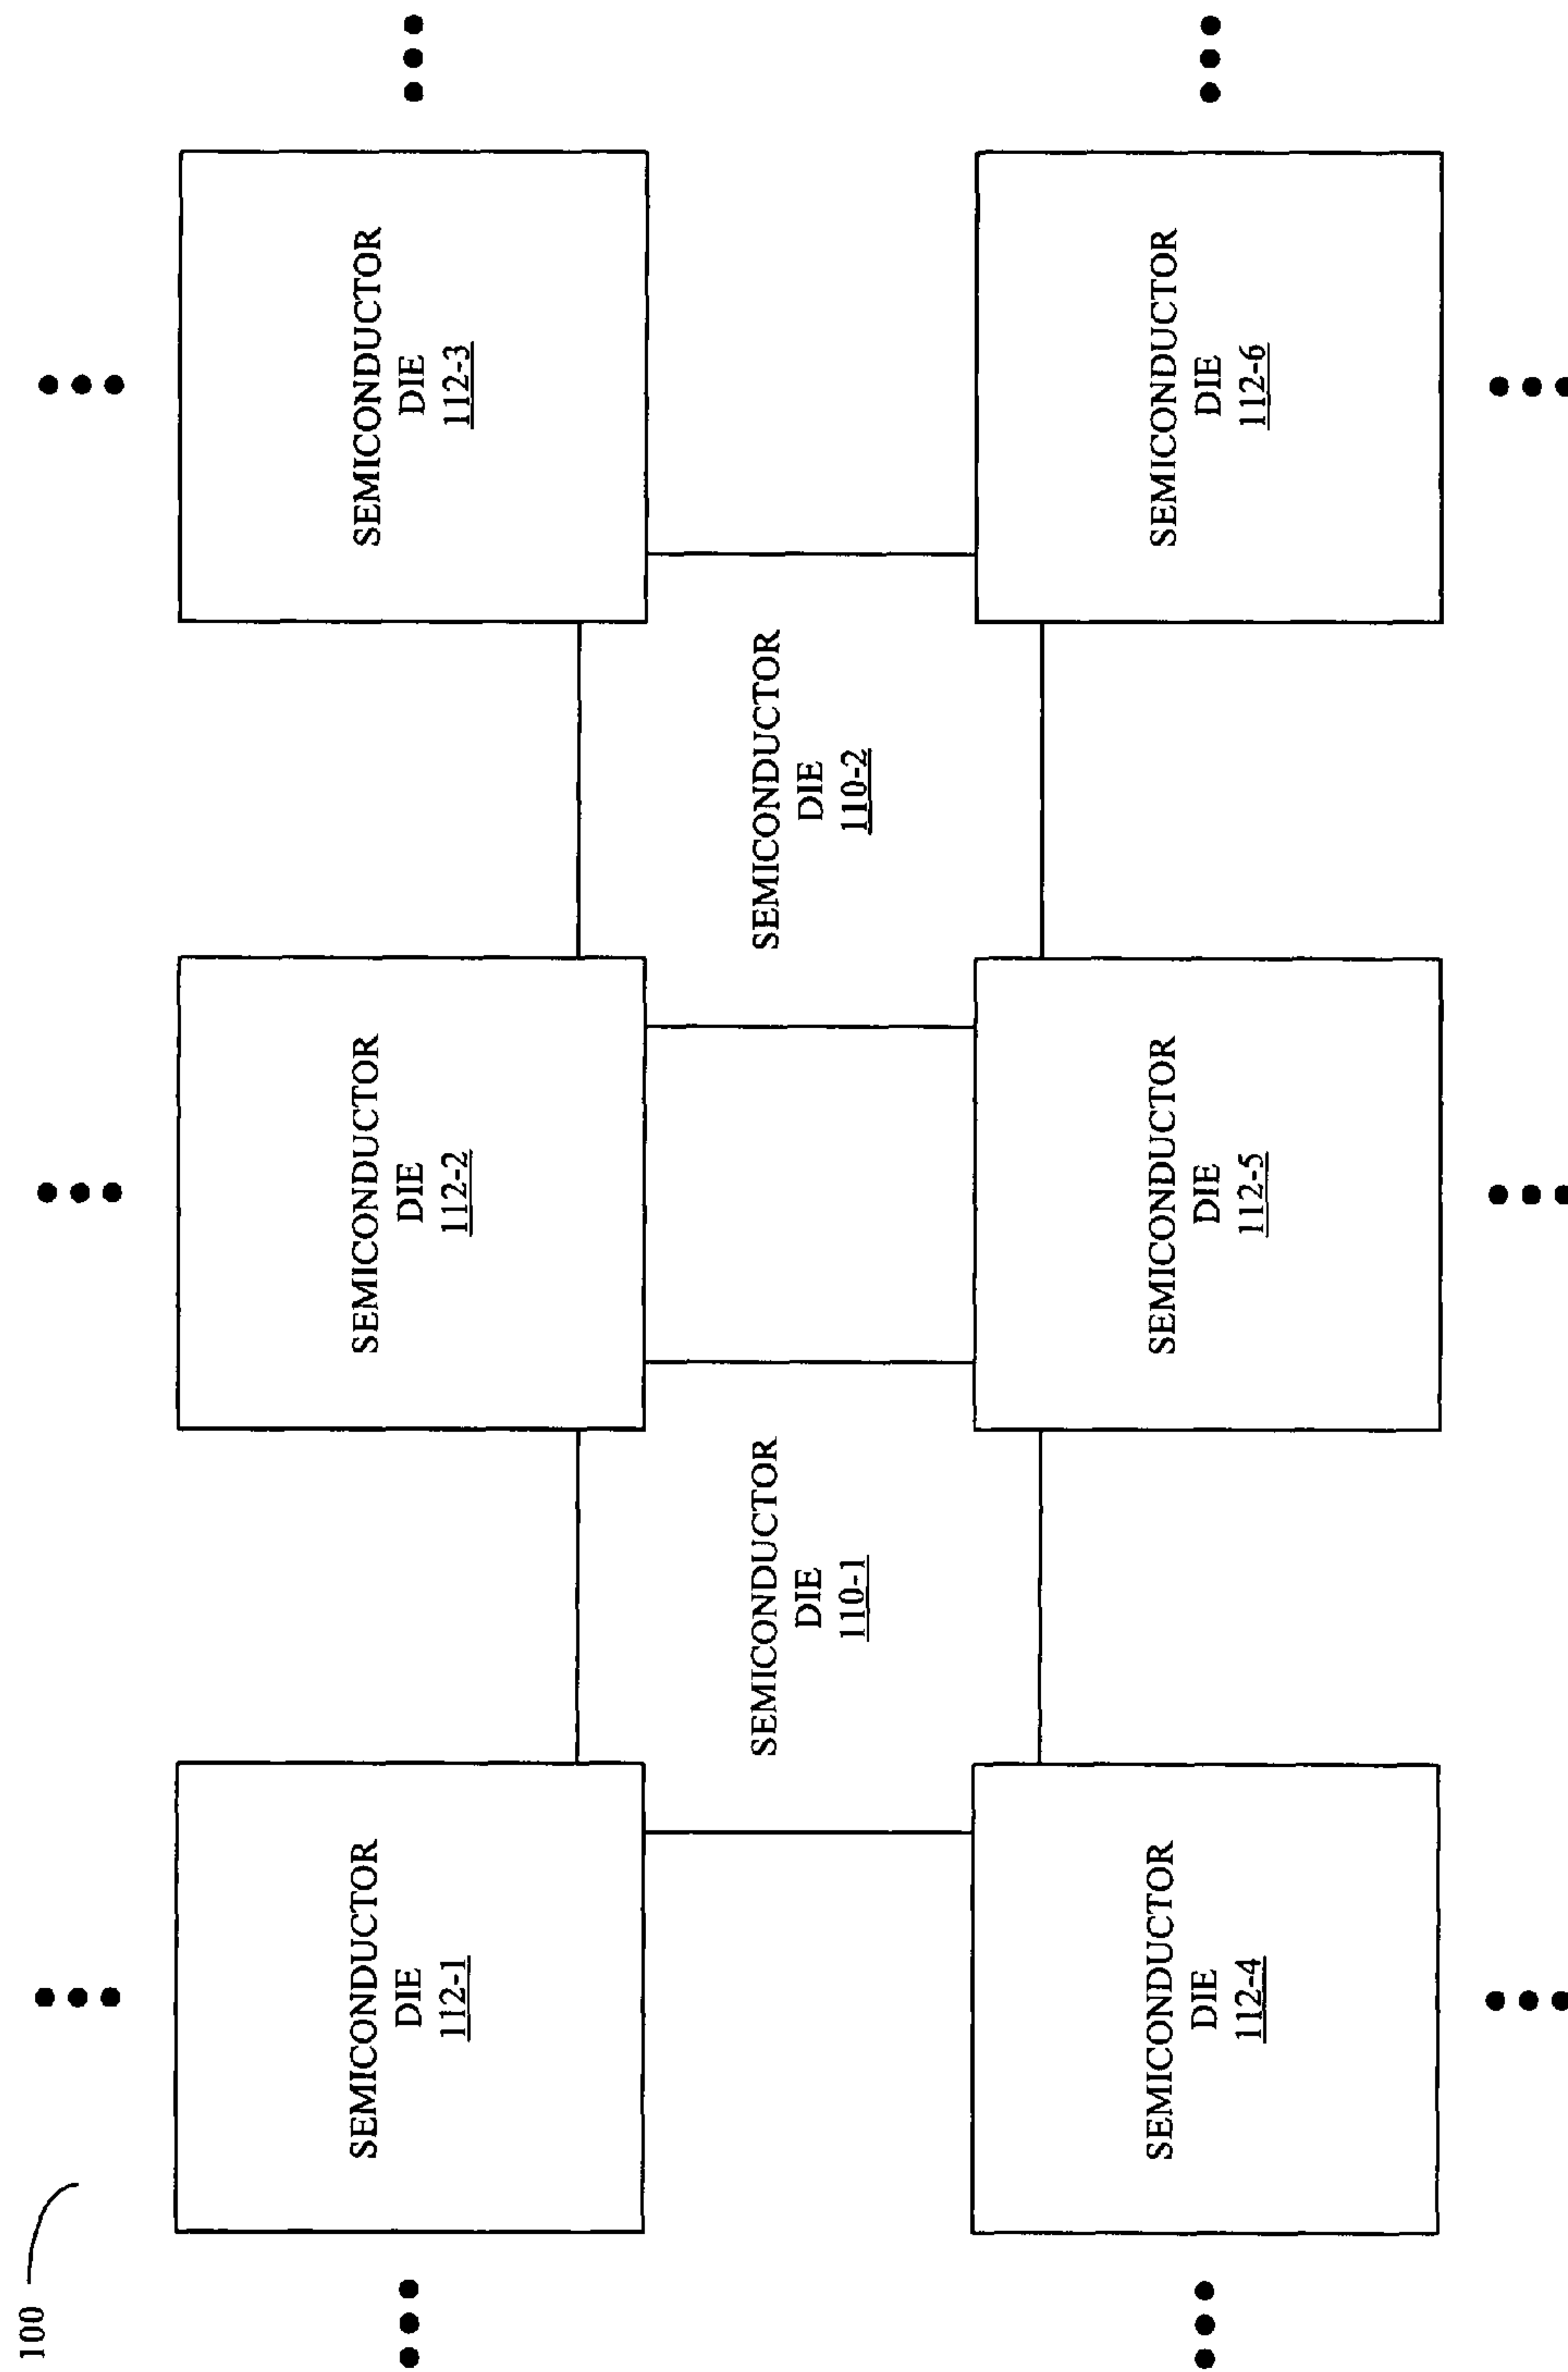 100
SEMICONDUCTOR
DIE
112-1
SEMICONDUCTOR
DIE
112-2
SEMICONDUCTOR
DIE
112-3
SEMICONDUCTOR
DIE
110-1
SEMICONDUCTOR
DIE
110-2
SEMICONDUCTOR
DIE
112-4
SEMICONDUCTOR
DIE
112-5
SEMICONDUCTOR
DIE
112-6